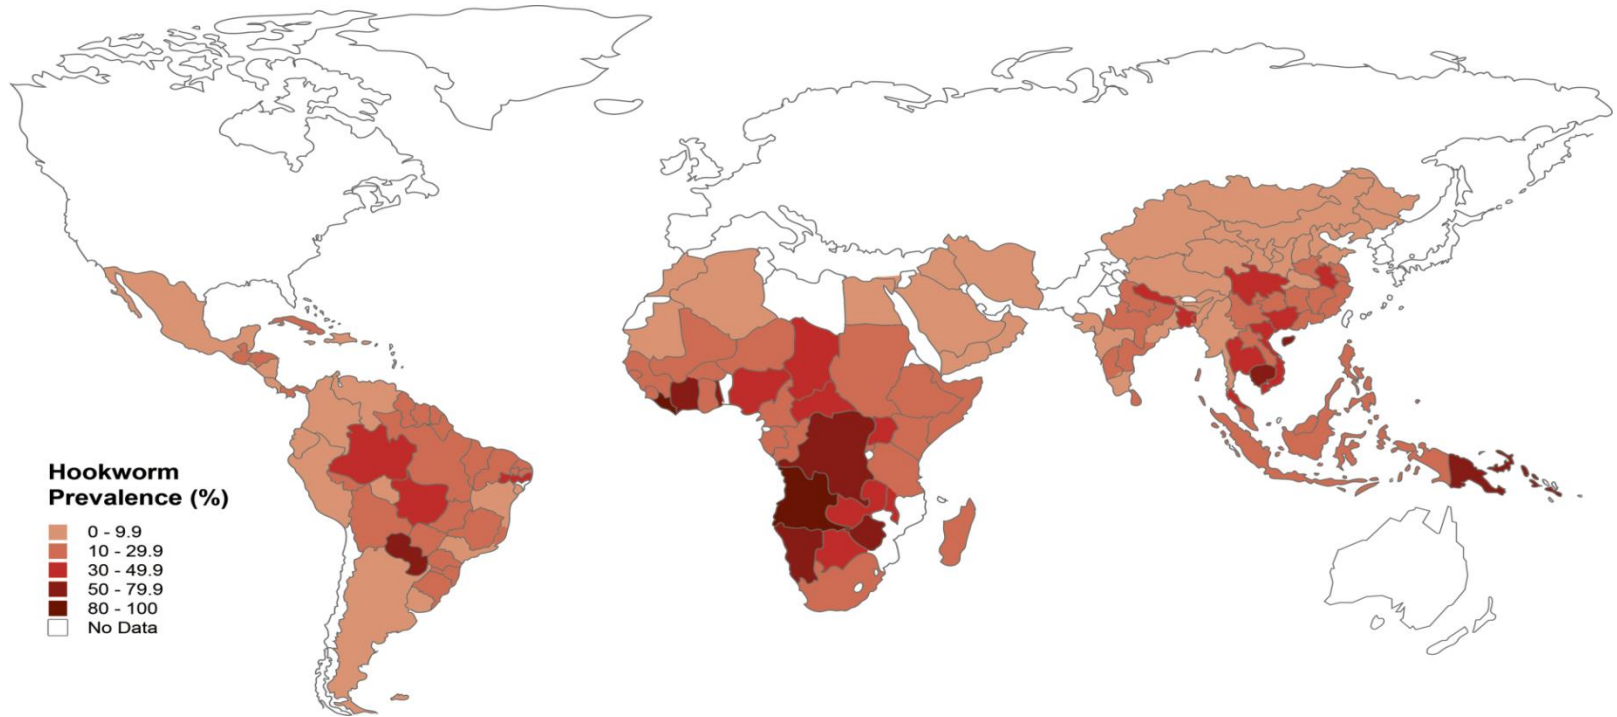 Hookworm
Prevalence (%)
0 - 9.9
10 - 29.9
30 - 49.9
50 - 79.9
80 - 100
No Data